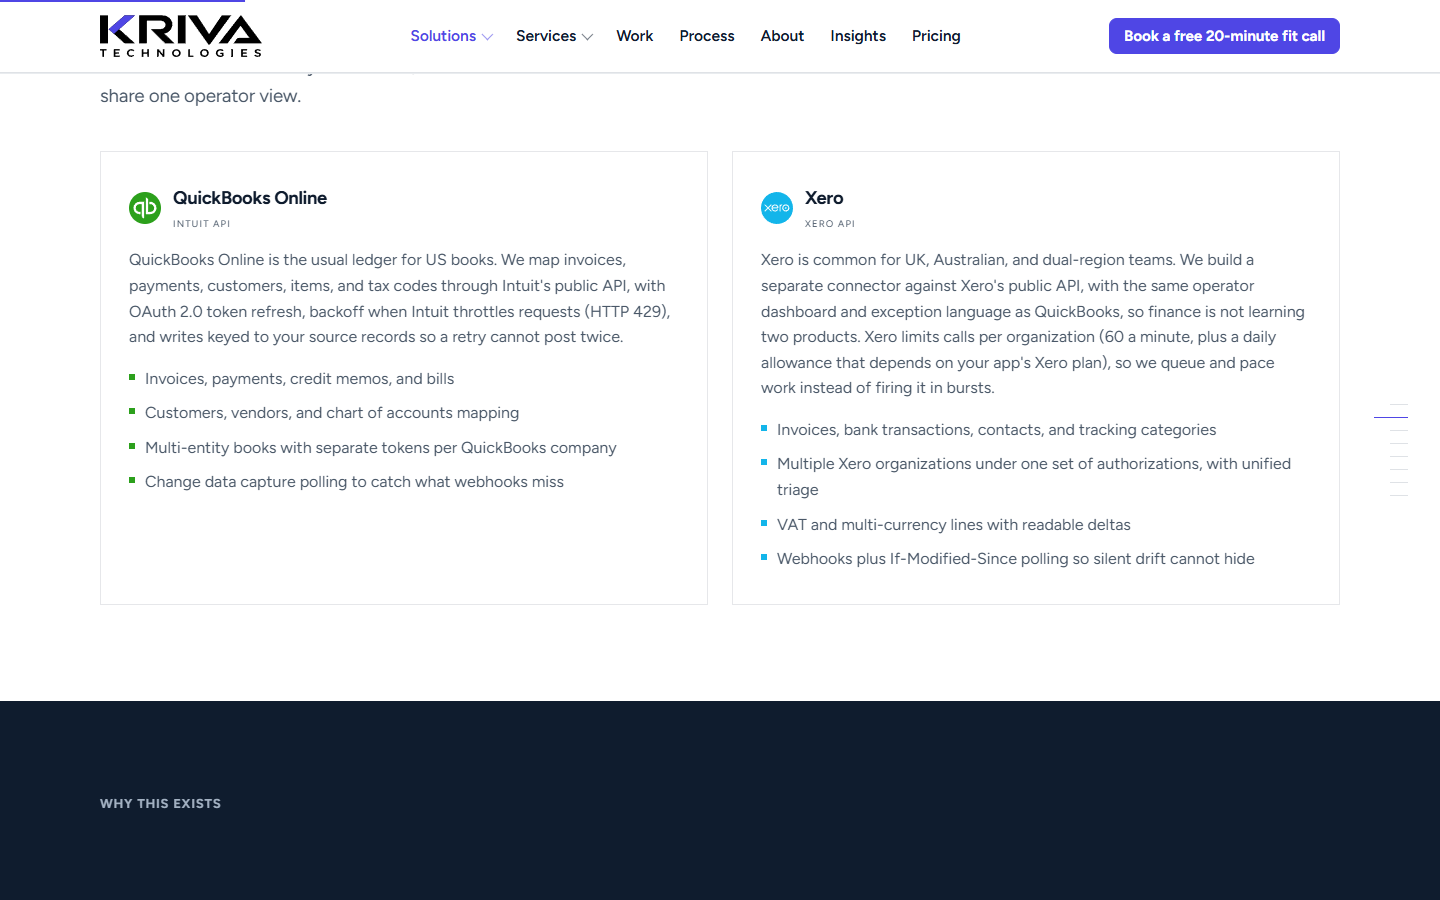 KRIVA
TECHNOLOGIES
Solutions
Services
Work
Process
About
Insights
Pricing
Book a free 20-minute fit call
share one operator view.
qb
QuickBooks Online
INTUIT API
QuickBooks Online is the usual ledger for US books. We map invoices,
payments, customers, items, and tax codes through Intuit's public API, with
OAuth 2.0 token refresh, backoff when Intuit throttles requests (HTTP 429),
and writes keyed to your source records so a retry cannot post twice.
Invoices, payments, credit memos, and bills
Customers, vendors, and chart of accounts mapping
Multi-entity books with separate tokens per QuickBooks company
Change data capture polling to catch what webhooks miss
xero
Xero
XERO API
Xero is common for UK, Australian, and dual-region teams. We build a
separate connector against Xero's public API, with the same operator
dashboard and exception language as QuickBooks, so finance is not learning
two products. Xero limits calls per organization (60 a minute, plus a daily
allowance that depends on your app's Xero plan), so we queue and pace
work instead of firing it in bursts.
Invoices, bank transactions, contacts, and tracking categories
Multiple Xero organizations under one set of authorizations, with unified
triage
VAT and multi-currency lines with readable deltas
Webhooks plus If-Modified-Since polling so silent drift cannot hide
WHY THIS EXISTS